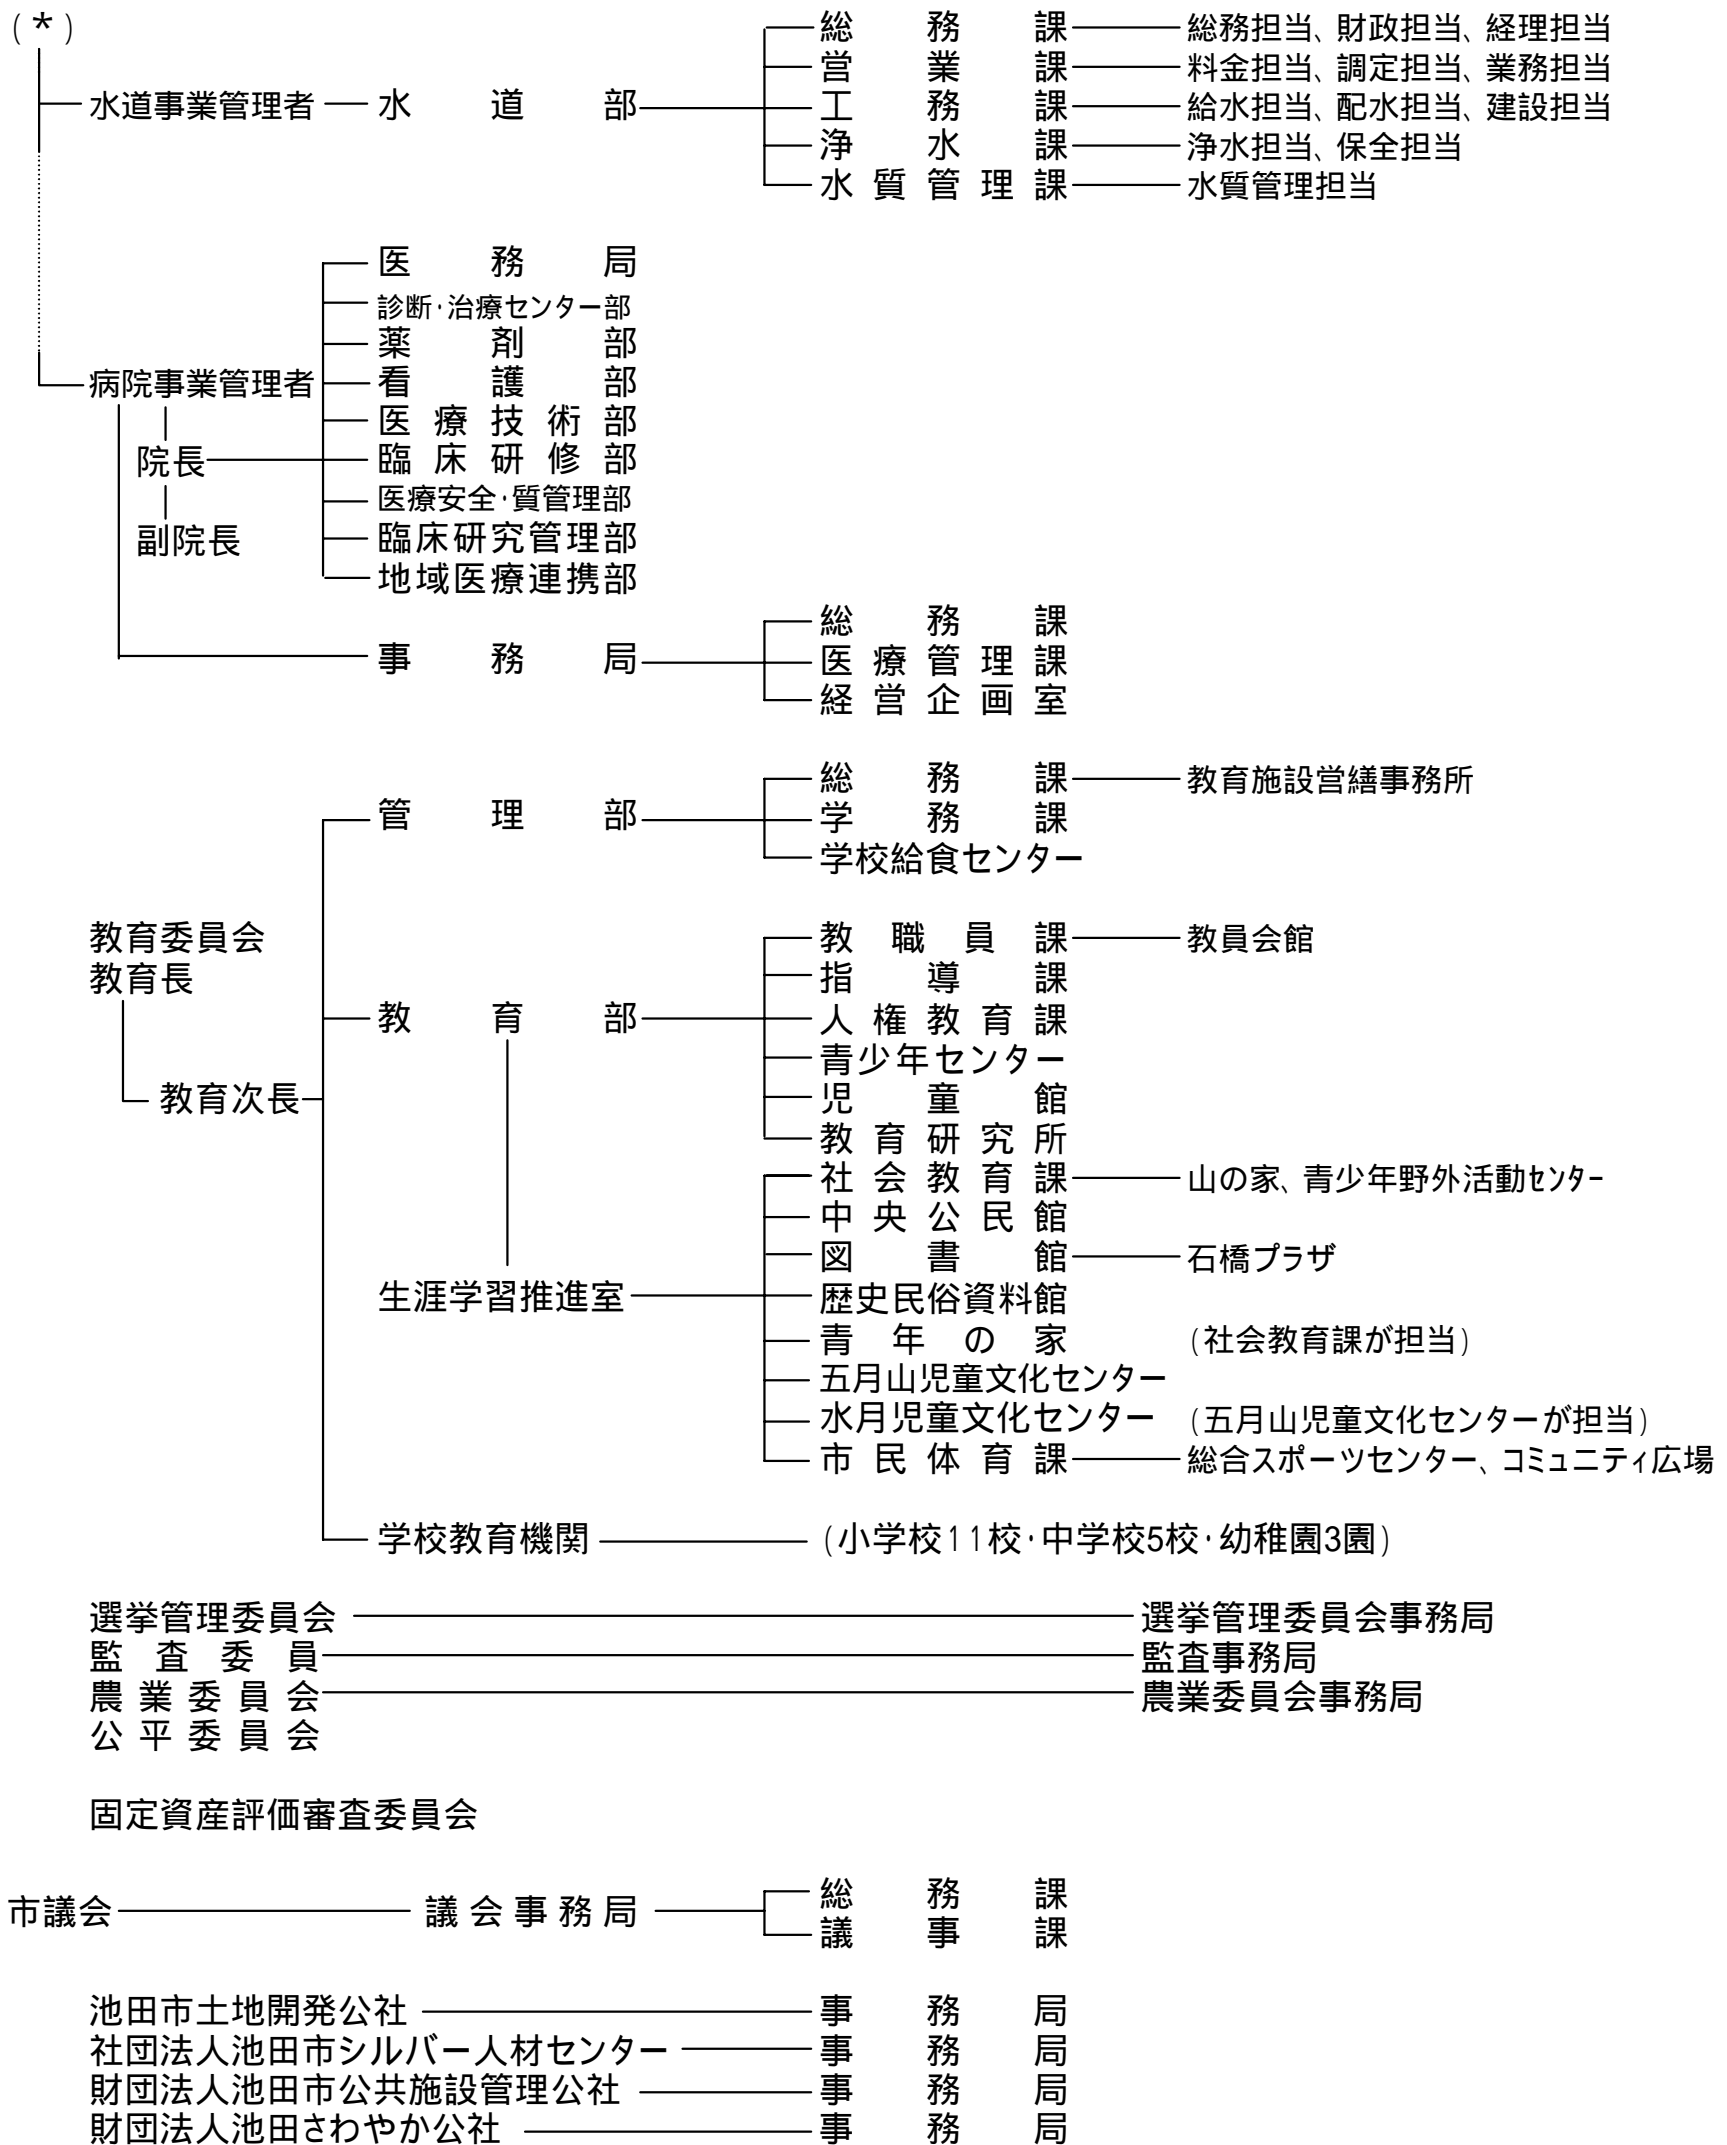 (*)
総務課 総務担当、財政担当、経理担当
営業課 料金担当、調定担当、業務担当
水道事業管理者 水道部 工務課 給水担当、配水担当、建設担当
浄水課 浄水担当、保全担当
水質管理課 水質管理担当
医務局
診断・治療センター部
薬剤部
病院事業管理者 看護部
医療技術部
院長 臨床研修部
医療安全・質管理部
副院長 臨床研究管理部
地域医療連携部
総務課
事務局 医療管理課
経営企画室
総務課 教育施設営繕事務所
管理部 学務課
学校給食センター
教育委員会 教職員課 教員会館
教育長 指導課
教育部 人権教育課
青少年センター
教育次長 児童館
教育研究所
社会教育課 山の家、青少年野外活動センター
中央公民館
図書館 石橋プラザ
生涯学習推進室 歴史民俗資料館
青年の家 (社会教育課が担当)
五月山児童文化センター
水月児童文化センター (五月山児童文化センターが担当)
市民体育課 総合スポーツセンター、コミュニティ広場
学校教育機関 (小学校11校・中学校5校・幼稚園3園)
選挙管理委員会 選挙管理委員会事務局
監査委員 監査事務局
農業委員会 農業委員会事務局
公平委員会
固定資産評価審査委員会
総務課
市議会 議会事務局
議事課
池田市土地開発公社 事務局
社団法人池田市シルバー人材センター 事務局
財団法人池田市公共施設管理公社 事務局
財団法人池田さわやか公社 事務局